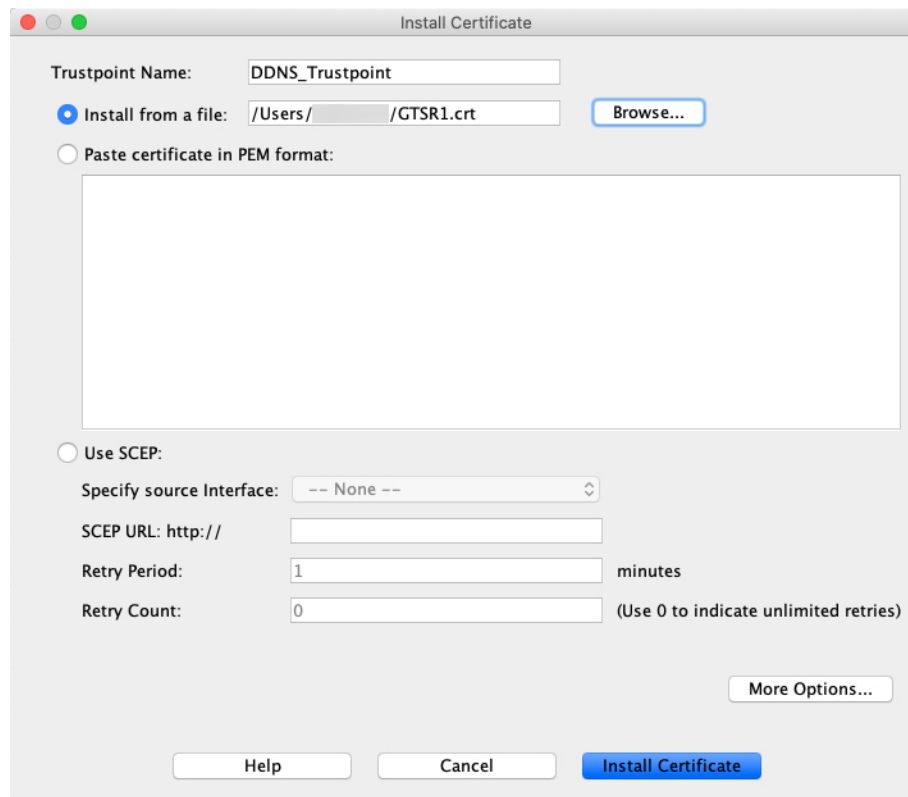 Install Certificate
Trustpoint Name: DDNS_Trustpoint
Install from a file: /Users/ /GTSR1.crt Browse...
Paste certificate in PEM format:
Use SCEP:
Specify source Interface: -- None --
SCEP URL: http://
Retry Period: 1 minutes
Retry Count: 0 (Use 0 to indicate unlimited retries)
More Options...
Help Cancel Install Certificate